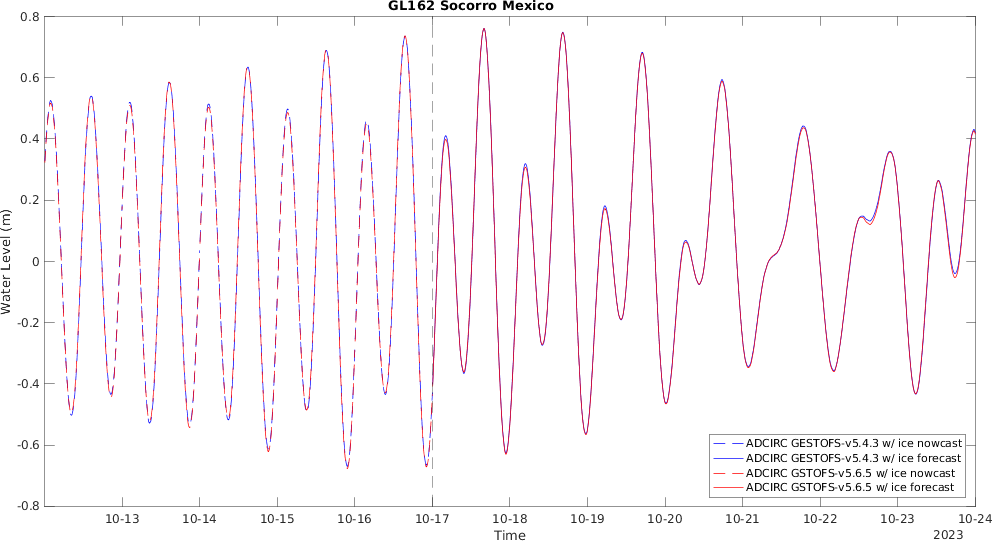 GL162 Socorro Mexico
0.8
0.6
0.4
0.2
0
-0.2
-0.4
-0.6
-0.8
Water Level (m)
ADCIRC GESTOFS-v5.4.3 w/ ice nowcast
ADCIRC GESTOFS-v5.4.3 w/ ice forecast
ADCIRC GSTOFS-v5.6.5 w/ ice nowcast
ADCIRC GSTOFS-v5.6.5 w/ ice forecast
10-13 10-14 10-15 10-16 10-17 10-18 10-19 10-20 10-21 10-22 10-23 10-24
Time
2023